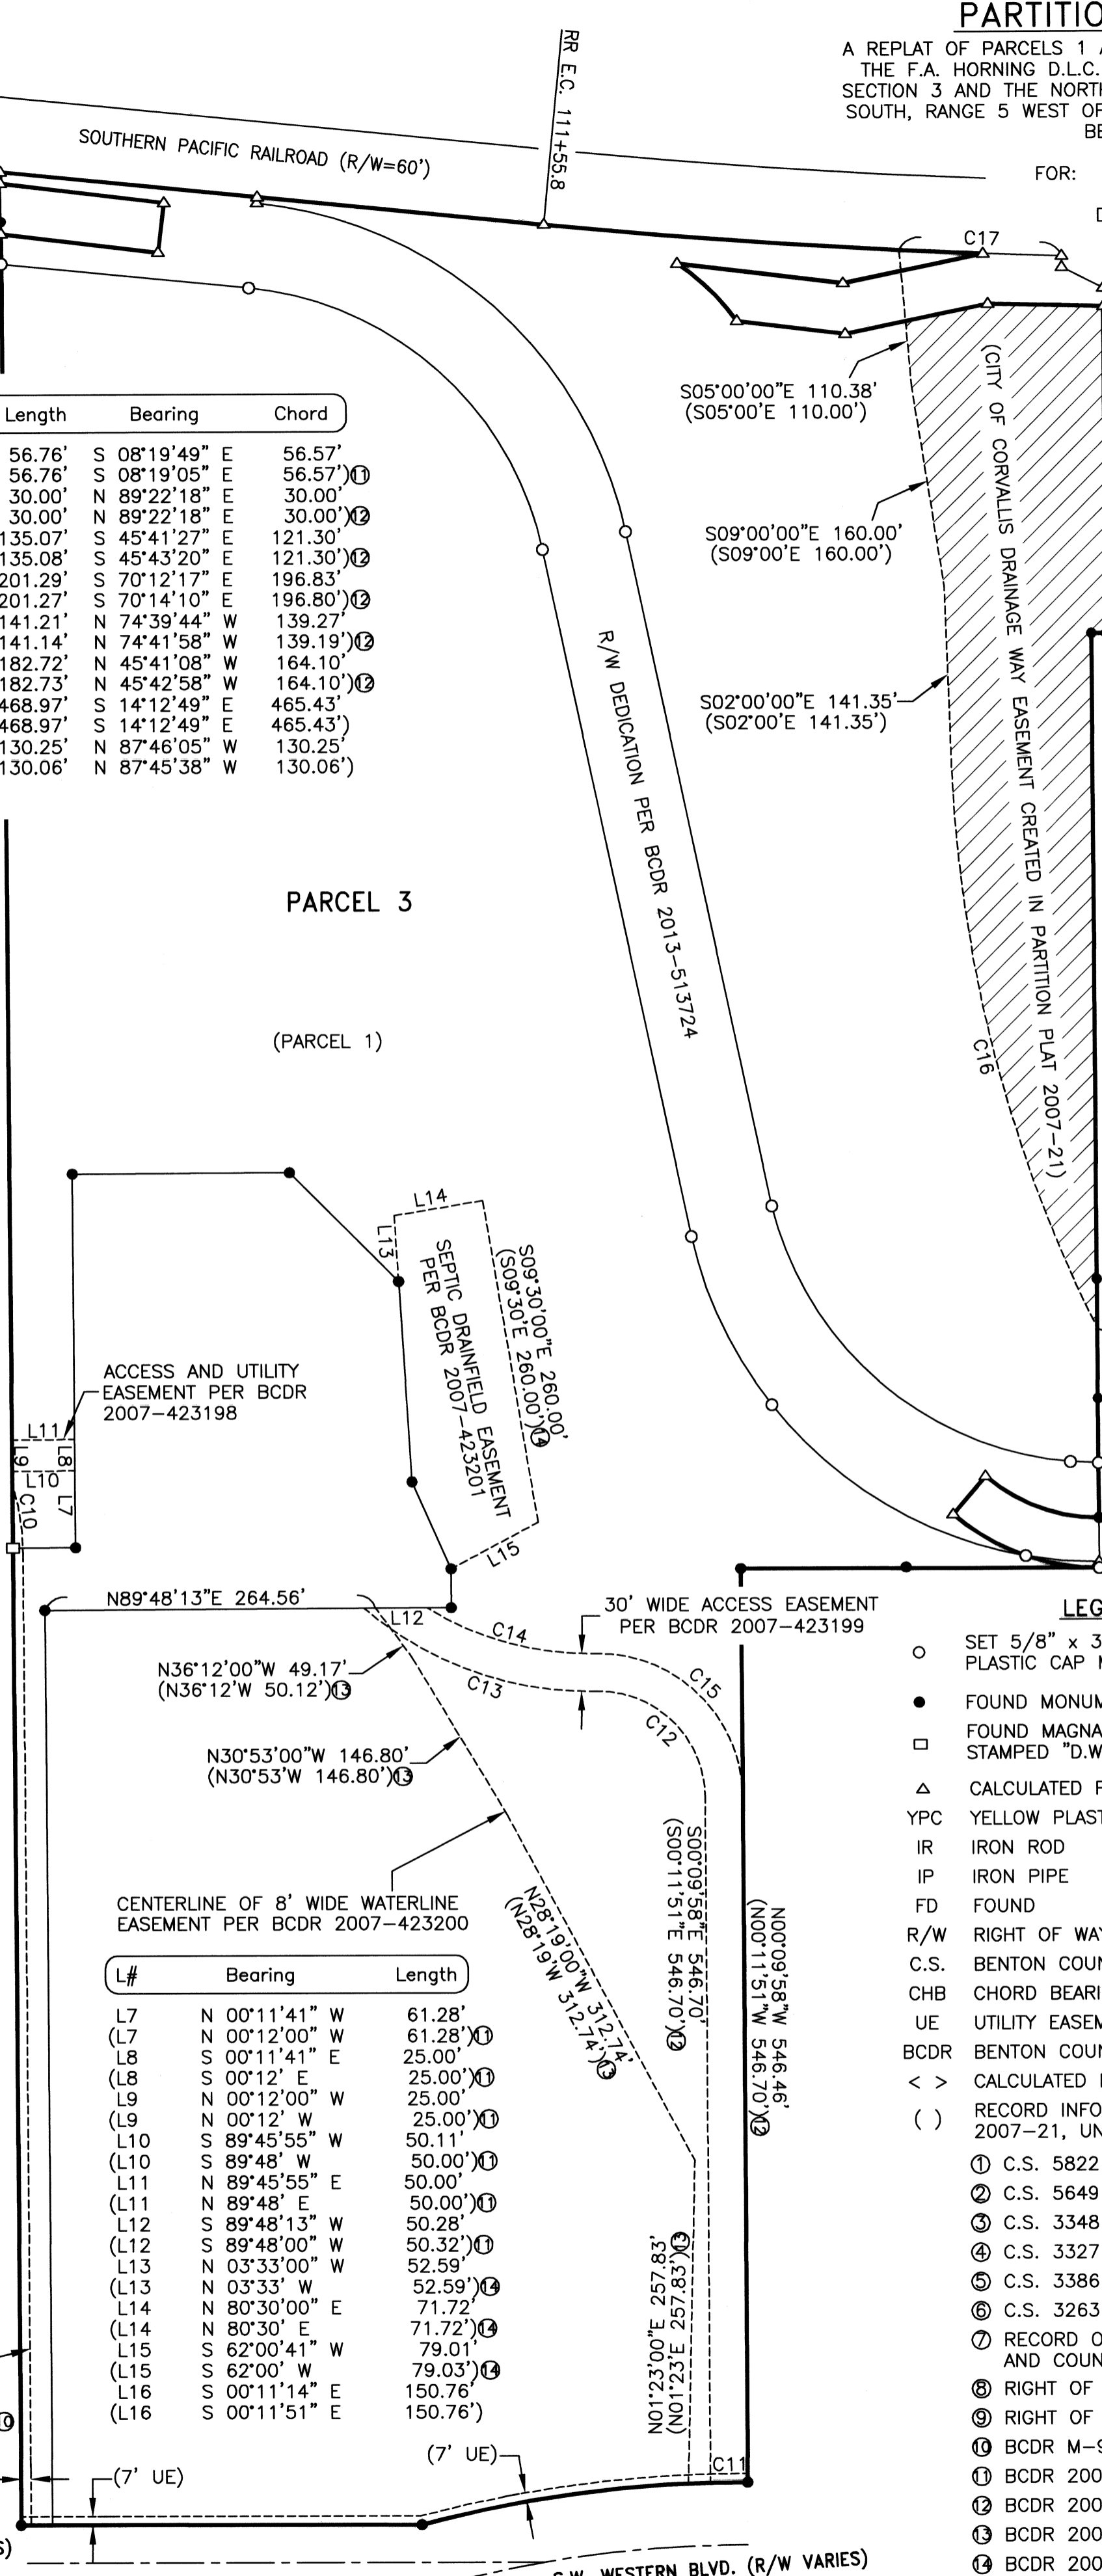 PARTITIO
A REPLAT OF PARCELS 1
THE F.A. HORNING D.L.C.
SECTION 3 AND THE NORTH
SOUTH, RANGE 5 WEST OF
BE
FOR:
RR E.C. 111+55.8
SOUTHERN PACIFIC RAILROAD (R/W=60')
C17
S05°00'00"E 110.38'
(S05°00'E 110.00')
S09°00'00"E 160.00'
(S09°00'E 160.00')
S02°00'00"E 141.35'
(S02°00'E 141.35')
(CITY OF CORVALLIS DRAINAGE WAY EASEMENT CREATED IN PARTITION PLAT 2007-21)
C16
R/W DEDICATION PER BCDR 2013-513724
Length Bearing Chord
56.76' S 08°19'49" E 56.57'
56.76' S 08°19'05" E 56.57')⑪
30.00' N 89°22'18" E 30.00'
30.00' N 89°22'18" E 30.00')⑫
135.07' S 45°41'27" E 121.30'
135.08' S 45°43'20" E 121.30')⑫
201.29' S 70°12'17" E 196.83'
201.27' S 70°14'10" E 196.80')⑫
141.21' N 74°39'44" W 139.27'
141.14' N 74°41'58" W 139.19')⑫
182.72' N 45°41'08" W 164.10'
182.73' N 45°42'58" W 164.10')⑫
468.97' S 14°12'49" E 465.43'
468.97' S 14°12'49" E 465.43')
130.25' N 87°46'05" W 130.25'
130.06' N 87°45'38" W 130.06')
PARCEL 3
(PARCEL 1)
L14
L13
SEPTIC DRAINFIELD EASEMENT
PER BCDR 2007-423201
S09°30'00"E 260.00'
(S09°30'E 260.00')⑭
L15
ACCESS AND UTILITY
EASEMENT PER BCDR
2007-423198
L11
L9
L8
L10
C10
L7
N89°48'13"E 264.56'
L12
C14
C13
C15
C12
30' WIDE ACCESS EASEMENT
PER BCDR 2007-423199
N36°12'00"W 49.17'
(N36°12'W 50.12')⑬
N30°53'00"W 146.80'
(N30°53'W 146.80')⑬
CENTERLINE OF 8' WIDE WATERLINE
EASEMENT PER BCDR 2007-423200
N28°19'00"W 312.74'
(N28°19'W 312.74')⑬
S00°09'58"E 546.70'
(S00°11'51"E 546.70')⑫
N00°09'58"W 546.46'
(N00°11'51"W 546.70')⑫
N01°23'00"E 257.83'
(N01°23'E 257.83')⑬
C11
L# Bearing Length
L7 N 00°11'41" W 61.28'
(L7 N 00°12'00" W 61.28')⑪
L8 S 00°11'41" E 25.00'
(L8 S 00°12' E 25.00')⑪
L9 N 00°12'00" W 25.00'
(L9 N 00°12' W 25.00')⑪
L10 S 89°45'55" W 50.11'
(L10 S 89°48' W 50.00')⑪
L11 N 89°45'55" E 50.00'
(L11 N 89°48' E 50.00')⑪
L12 S 89°48'13" W 50.28'
(L12 S 89°48'00" W 50.32')⑪
L13 N 03°33'00" W 52.59'
(L13 N 03°33' W 52.59')⑭
L14 N 80°30'00" E 71.72'
(L14 N 80°30' E 71.72')⑭
L15 S 62°00'41" W 79.01'
(L15 S 62°00' W 79.03')⑭
L16 S 00°11'14" E 150.76'
(L16 S 00°11'51" E 150.76')
(7' UE)
(7' UE)
S.W. WESTERN BLVD. (R/W VARIES)
LEG
SET 5/8" x 3
PLASTIC CAP
FOUND MONUM
FOUND MAGNA
STAMPED "D.W
CALCULATED P
YPC YELLOW PLAST
IR IRON ROD
IP IRON PIPE
FD FOUND
R/W RIGHT OF WAY
C.S. BENTON COUN
CHB CHORD BEARI
UE UTILITY EASEM
BCDR BENTON COUN
< > CALCULATED
( ) RECORD INFO
2007-21, UN
① C.S. 5822
② C.S. 5649
③ C.S. 3348
④ C.S. 3327
⑤ C.S. 3386
⑥ C.S. 3263
⑦ RECORD O
AND COUN
⑧ RIGHT OF
⑨ RIGHT OF
⑩ BCDR M-9
⑪ BCDR 200
⑫ BCDR 200
⑬ BCDR 200
⑭ BCDR 200